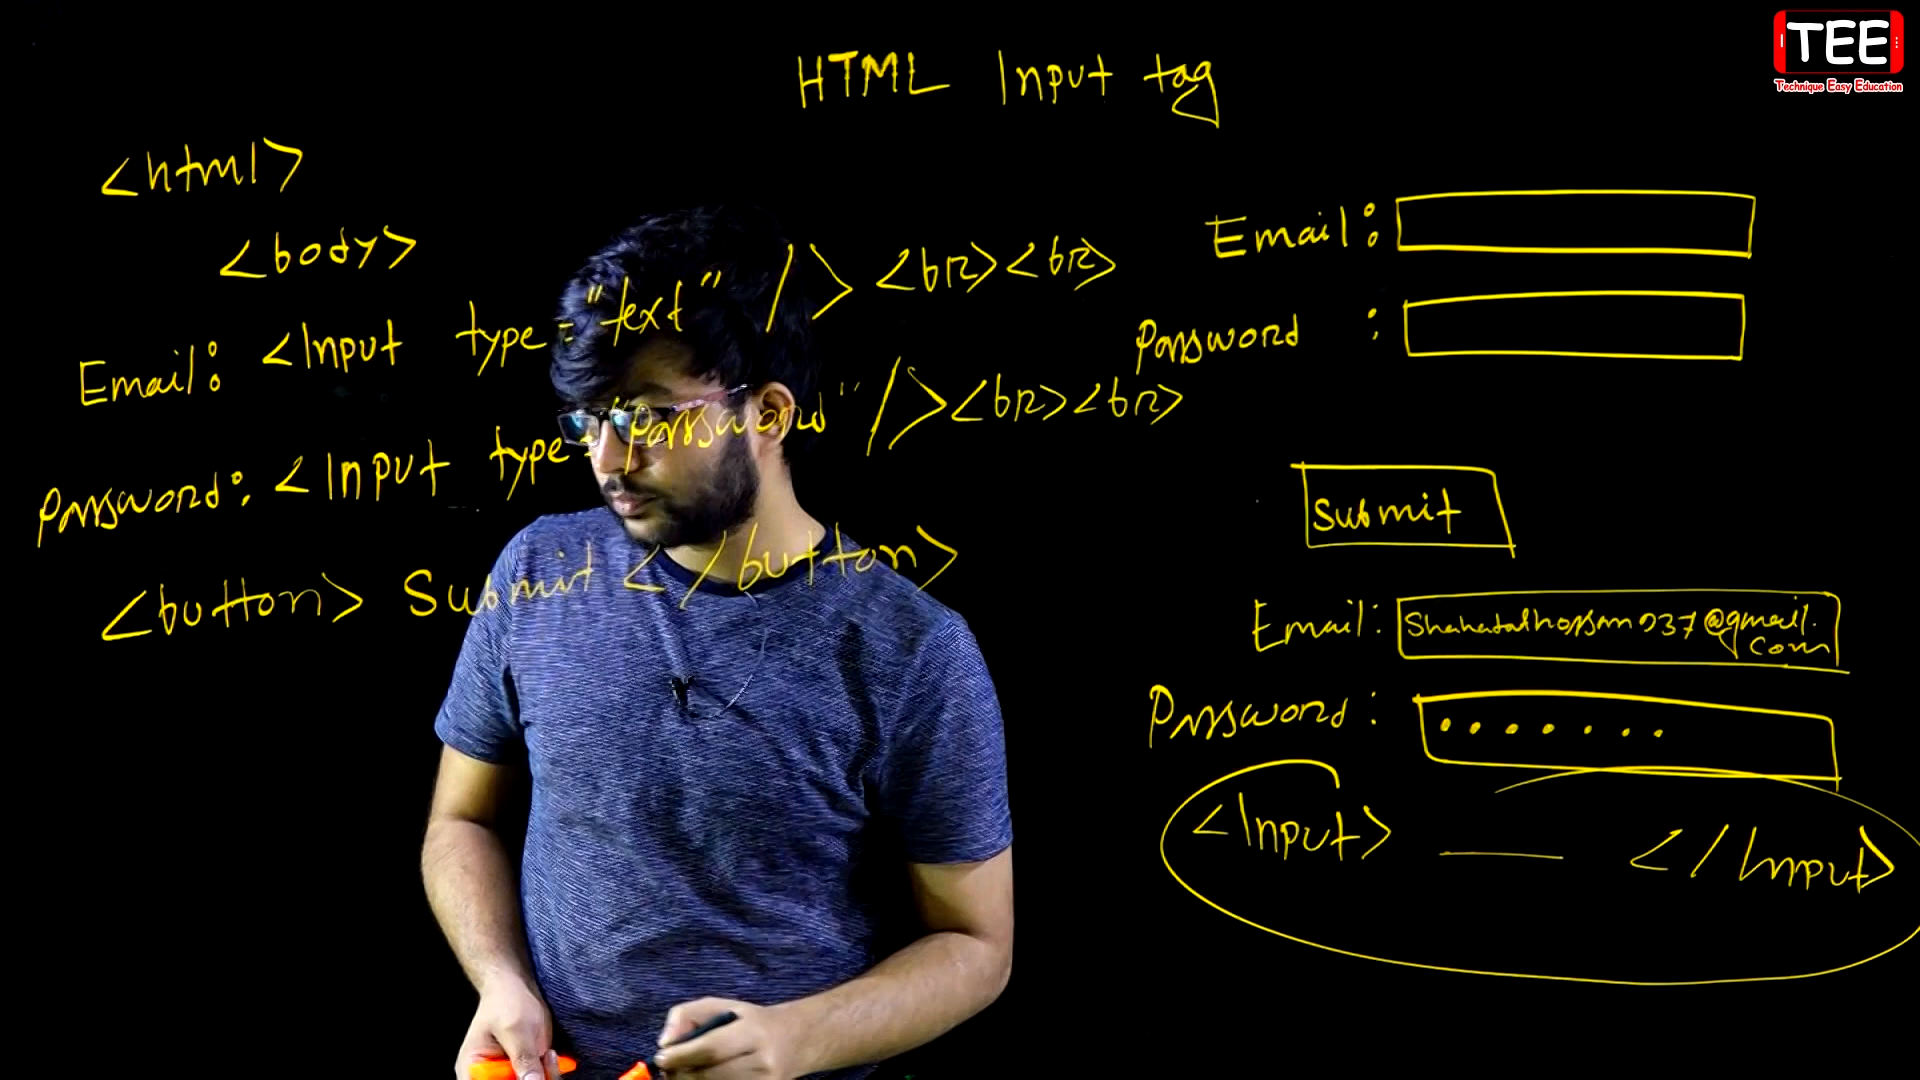 HTML Input tag
TEE
Technique Easy Education
<html>
<body>
Email: <Input type="text" /> <br><br>
Password: <Input type="Password" /><br><br>
<button> Submit </button>
Email:
Password :
Submit
Email: @gmail.
com
Password: .......
<Input> — </Input>